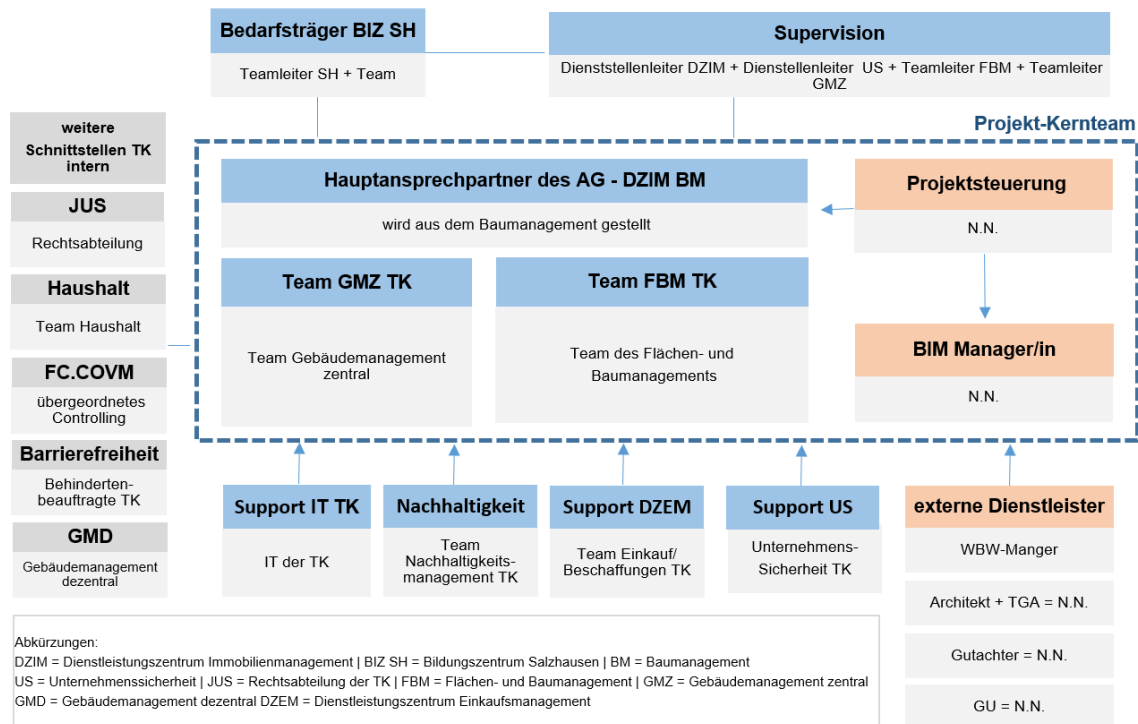 Bedarfsträger BIZ SH
Teamleiter SH + Team
Supervision
Dienststellenleiter DZIM + Dienstellenleiter US + Teamleiter FBM + Teamleiter
GMZ
weitere
Schnittstellen TK
intern
JUS
Rechtsabteilung
Haushalt
Team Haushalt
FC.COVM
übergeordnetes
Controlling
Barrierefreiheit
Behinderten-
beauftragte TK
GMD
Gebäudemanagement
dezentral
Projekt-Kernteam
Hauptansprechpartner des AG - DZIM BM
wird aus dem Baumanagement gestellt
Projektsteuerung
N.N.
Team GMZ TK
Team Gebäudemanagement
zentral
Team FBM TK
Team des Flächen- und
Baumanagements
BIM Manager/in
N.N.
Support IT TK
IT der TK
Nachhaltigkeit
Team
Nachhaltigkeits-
management TK
Support DZEM
Team Einkauf/
Beschaffungen TK
Support US
Unternehmens-
Sicherheit TK
externe Dienstleister
WBW-Manger
Architekt + TGA = N.N.
Gutachter = N.N.
GU = N.N.
Abkürzungen:
DZIM = Dienstleistungszentrum Immobilienmanagement | BIZ SH = Bildungszentrum Salzhausen | BM = Baumanagement
US = Unternehmenssicherheit | JUS = Rechtsabteilung der TK | FBM = Flächen- und Baumanagement | GMZ = Gebäudemanagement zentral
GMD = Gebäudemanagement dezentral DZEM = Dienstleistungszentrum Einkaufsmanagement